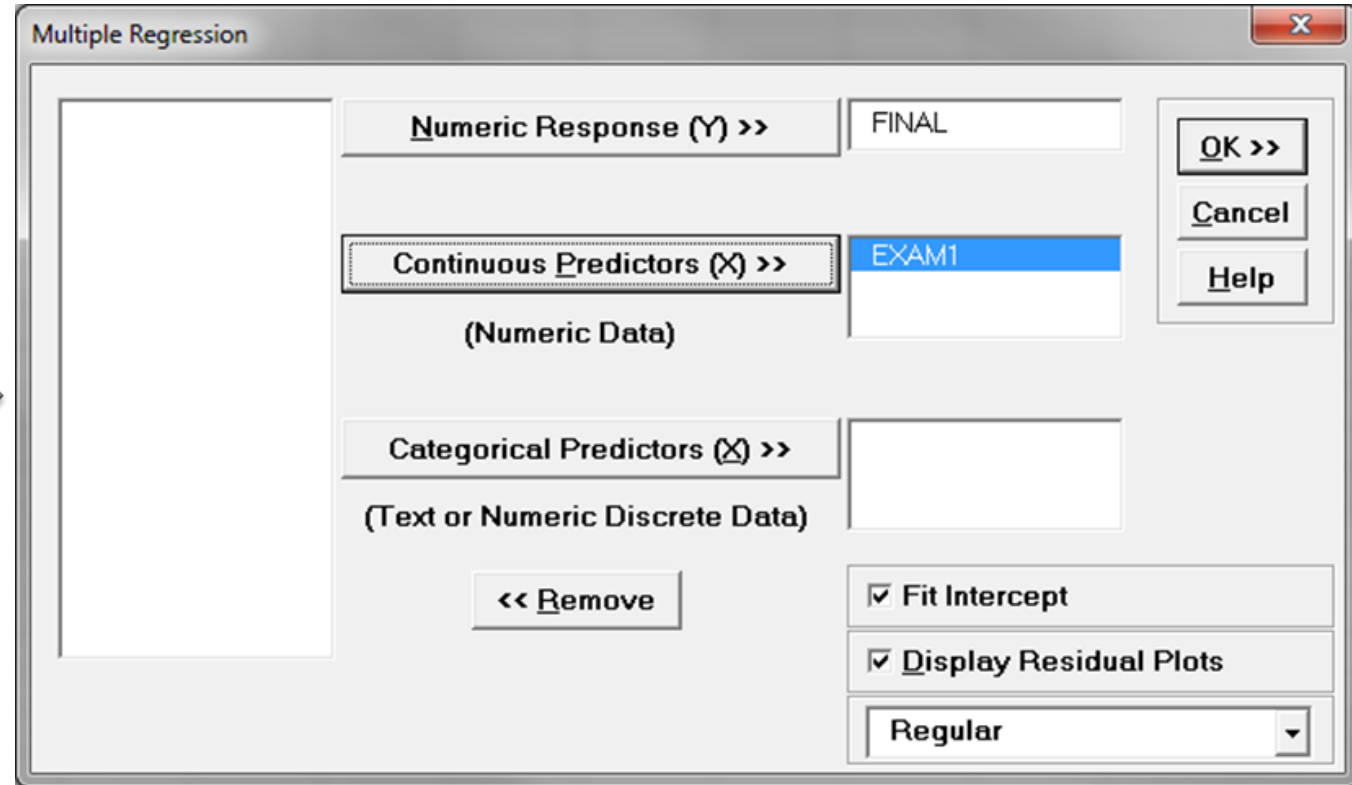 Multiple Regression
Numeric Response (Y) >>
FINAL
OK >>
Cancel
Continuous Predictors (X) >>
EXAM1
Help
(Numeric Data)
Categorical Predictors (X) >>
(Text or Numeric Discrete Data)
<< Remove
Fit Intercept
Display Residual Plots
Regular